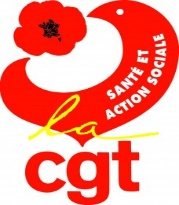 SANTÉ ET
ACTION SOCIALE
la
cgt